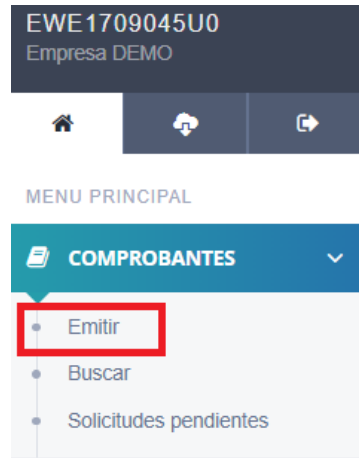 EWE1709045U0
Empresa DEMO
MENU PRINCIPAL
COMPROBANTES
Emitir
Buscar
Solicitudes pendientes